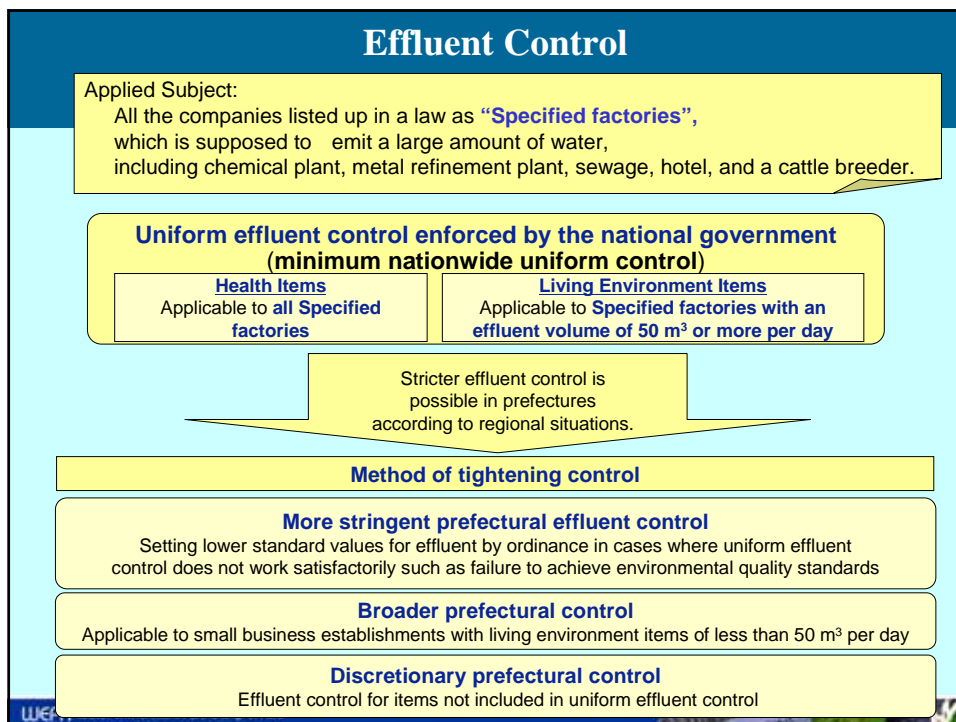 Effluent Control
Applied Subject:
All the companies listed up in a law as “Specified factories”,
which is supposed to emit a large amount of water,
including chemical plant, metal refinement plant, sewage, hotel, and a cattle breeder.
Uniform effluent control enforced by the national government
(minimum nationwide uniform control)
Health Items
Applicable to all Specified
factories
Living Environment Items
Applicable to Specified factories with an
effluent volume of 50 m³ or more per day
Stricter effluent control is
possible in prefectures
according to regional situations.
Method of tightening control
More stringent prefectural effluent control
Setting lower standard values for effluent by ordinance in cases where uniform effluent
control does not work satisfactorily such as failure to achieve environmental quality standards
Broader prefectural control
Applicable to small business establishments with living environment items of less than 50 m³ per day
Discretionary prefectural control
Effluent control for items not included in uniform effluent control